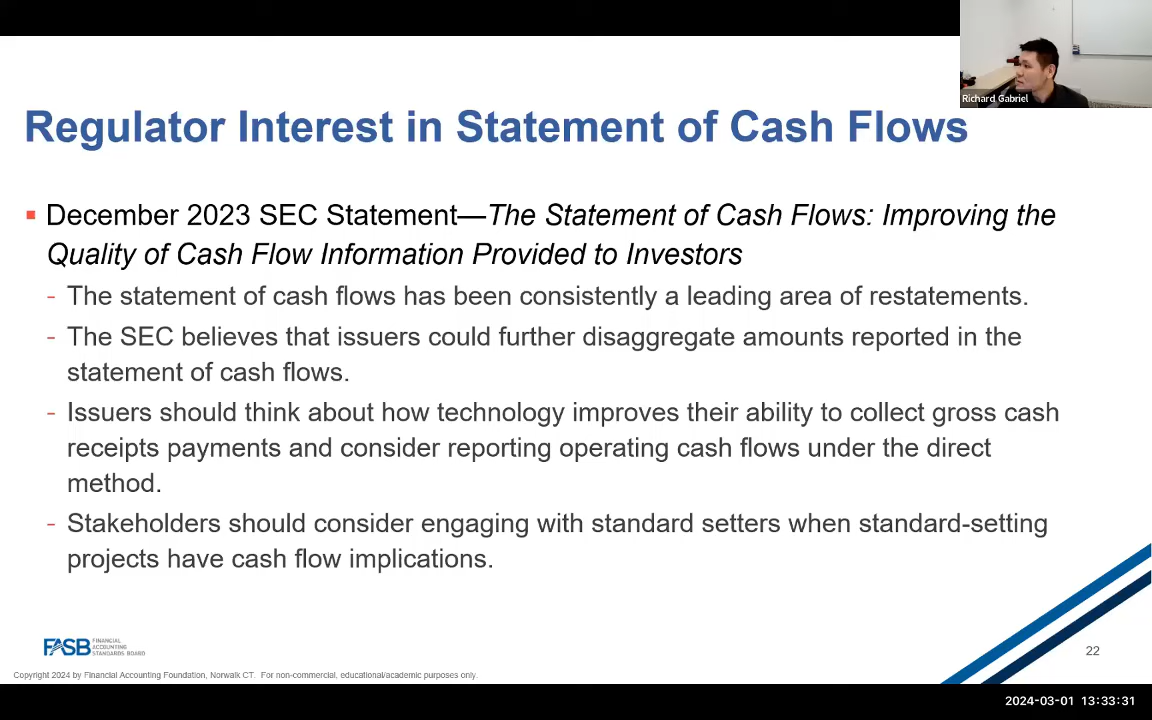 Richard Gabriel
Regulator Interest in Statement of Cash Flows
December 2023 SEC Statement—The Statement of Cash Flows: Improving the
Quality of Cash Flow Information Provided to Investors
- The statement of cash flows has been consistently a leading area of restatements.
- The SEC believes that issuers could further disaggregate amounts reported in the
statement of cash flows.
- Issuers should think about how technology improves their ability to collect gross cash
receipts payments and consider reporting operating cash flows under the direct
method.
- Stakeholders should consider engaging with standard setters when standard-setting
projects have cash flow implications.
FASB
FINANCIAL
ACCOUNTING
STANDARDS BOARD
22
Copyright 2024 by Financial Accounting Foundation, Norwalk CT. For non-commercial, educational/academic purposes only.
2024-03-01 13:33:31